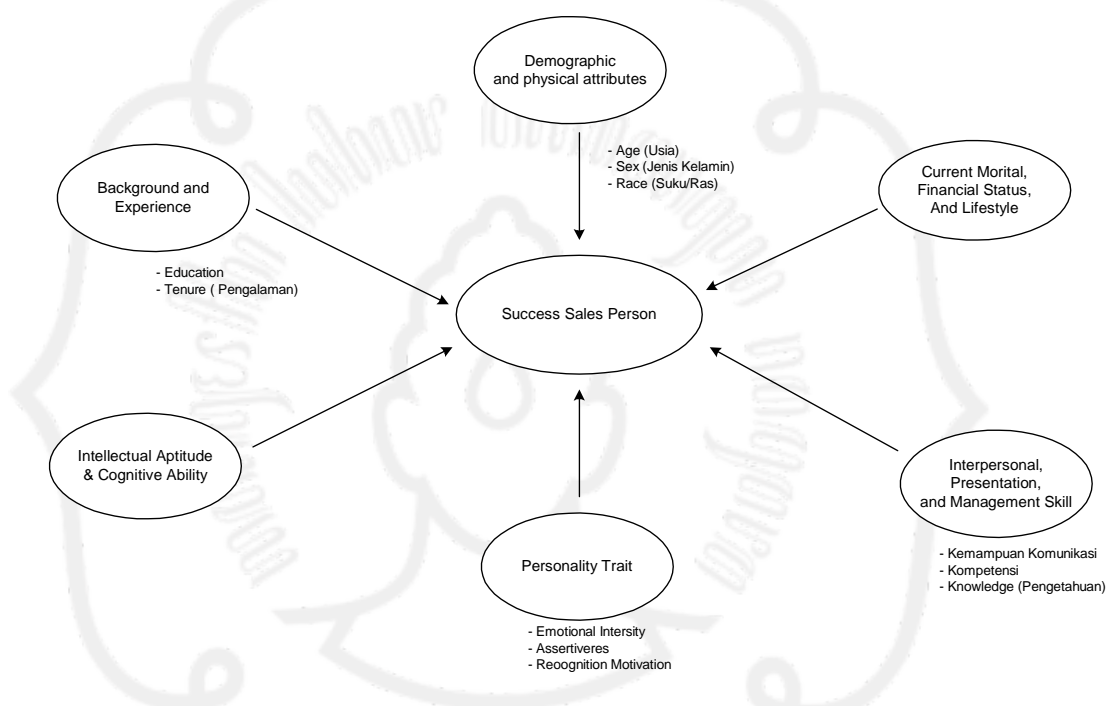 Demographic
and physical attributes
- Age (Usia)
- Sex (Jenis Kelamin)
- Race (Suku/Ras)
Background and
Experience
- Education
- Tenure ( Pengalaman)
Current Morital,
Financial Status,
And Lifestyle
Success Sales Person
Intellectual Aptitude
& Cognitive Ability
Interpersonal,
Presentation,
and Management Skill
- Kemampuan Komunikasi
- Kompetensi
- Knowledge (Pengetahuan)
Personality Trait
- Emotional Intersity
- Assertiveres
- Reoognition Motivation